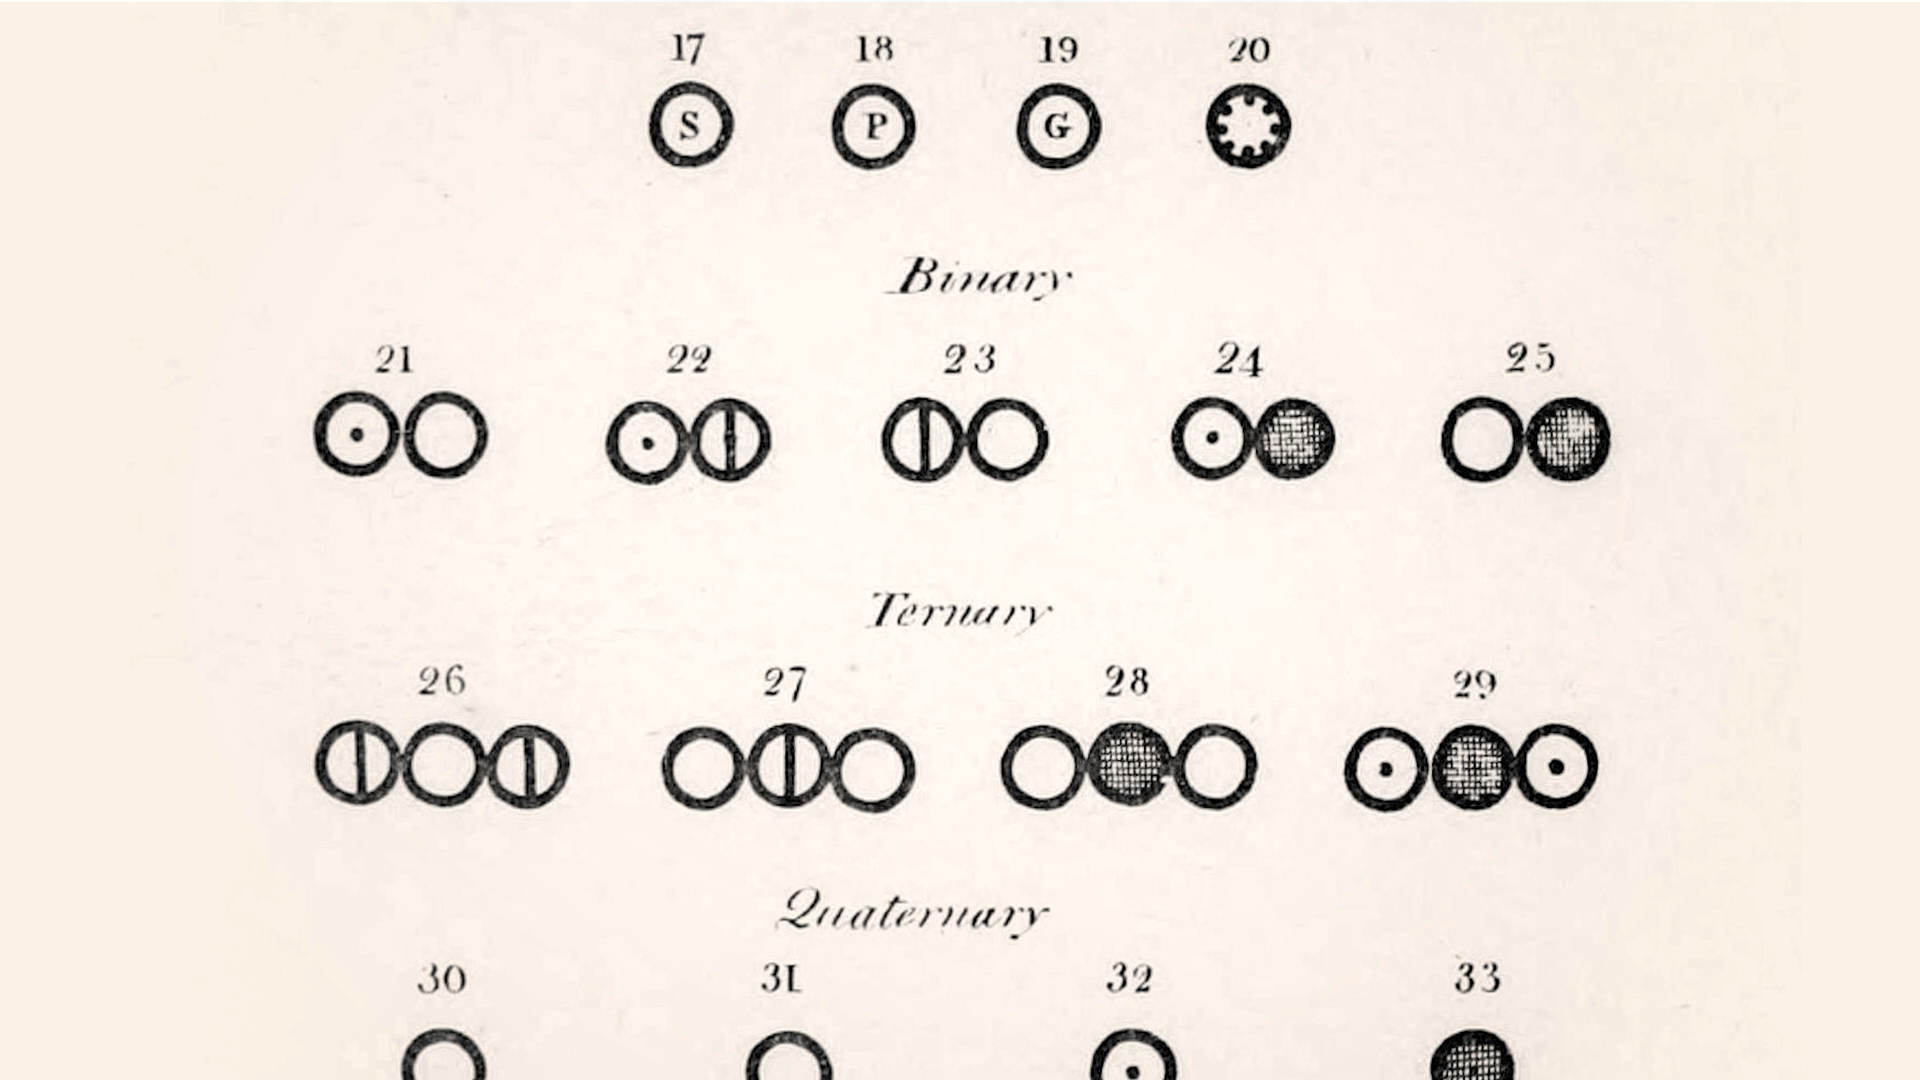 17 18 19 20
S P G
Binary
21 22 23 24 25
Ternary
26 27 28 29
Quaternary
30 31 32 33